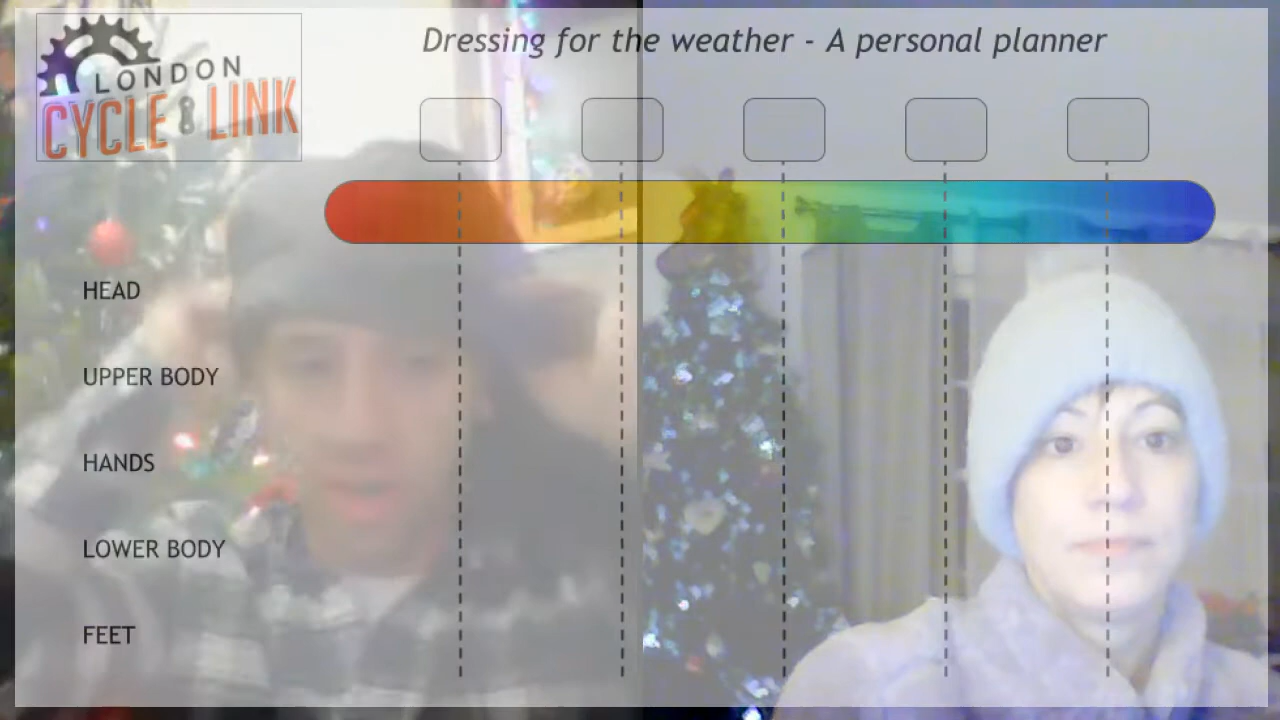 LONDON
CYCLE LINK
Dressing for the weather - A personal planner
HEAD
UPPER BODY
HANDS
LOWER BODY
FEET